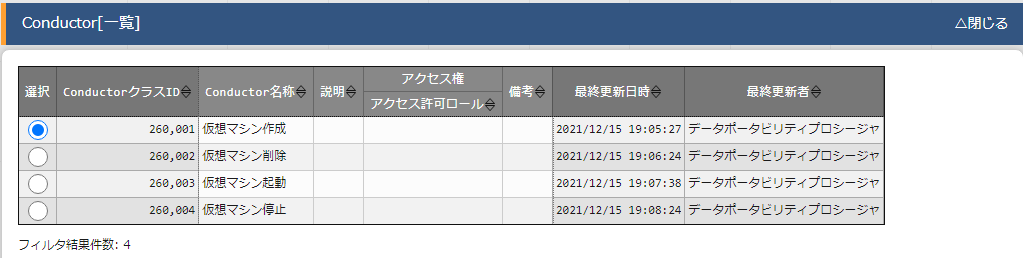 Conductor[一覧] △閉じる
選択 ConductorクラスID Conductor名称 説明 アクセス権 備考 最終更新日時 最終更新者
アクセス許可ロール
260,001 仮想マシン作成 2021/12/15 19:05:27 データポータビリティプロシージャ
260,002 仮想マシン削除 2021/12/15 19:06:24 データポータビリティプロシージャ
260,003 仮想マシン起動 2021/12/15 19:07:38 データポータビリティプロシージャ
260,004 仮想マシン停止 2021/12/15 19:08:24 データポータビリティプロシージャ
フィルタ結果件数: 4